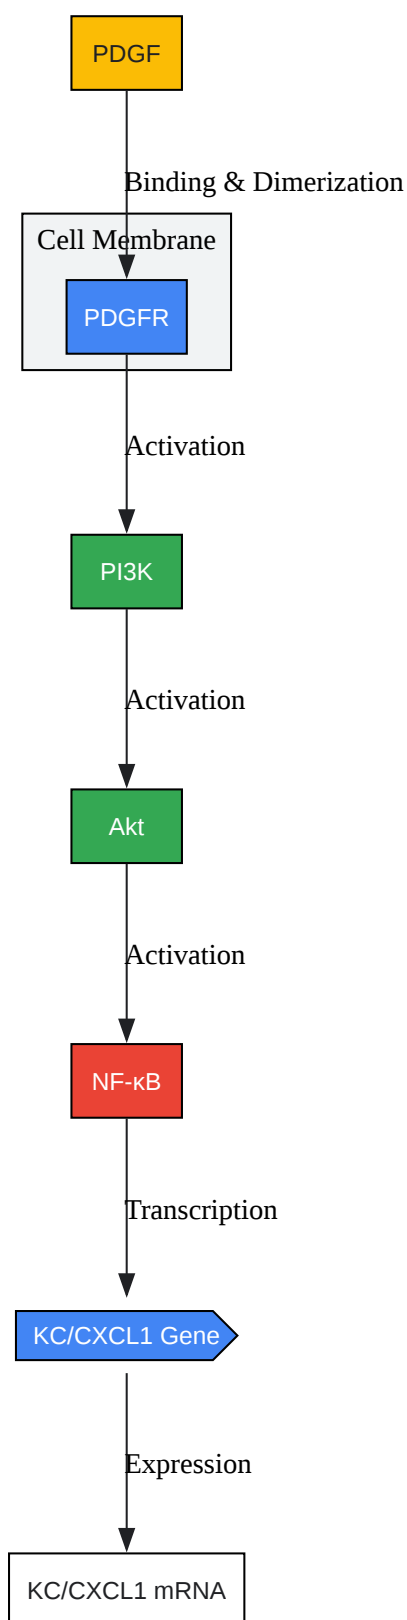 PDGF
Binding & Dimerization
Cell Membrane
PDGFR
Activation
PI3K
Activation
Akt
Activation
NF-κB
Transcription
KC/CXCL1 Gene
Expression
KC/CXCL1 mRNA